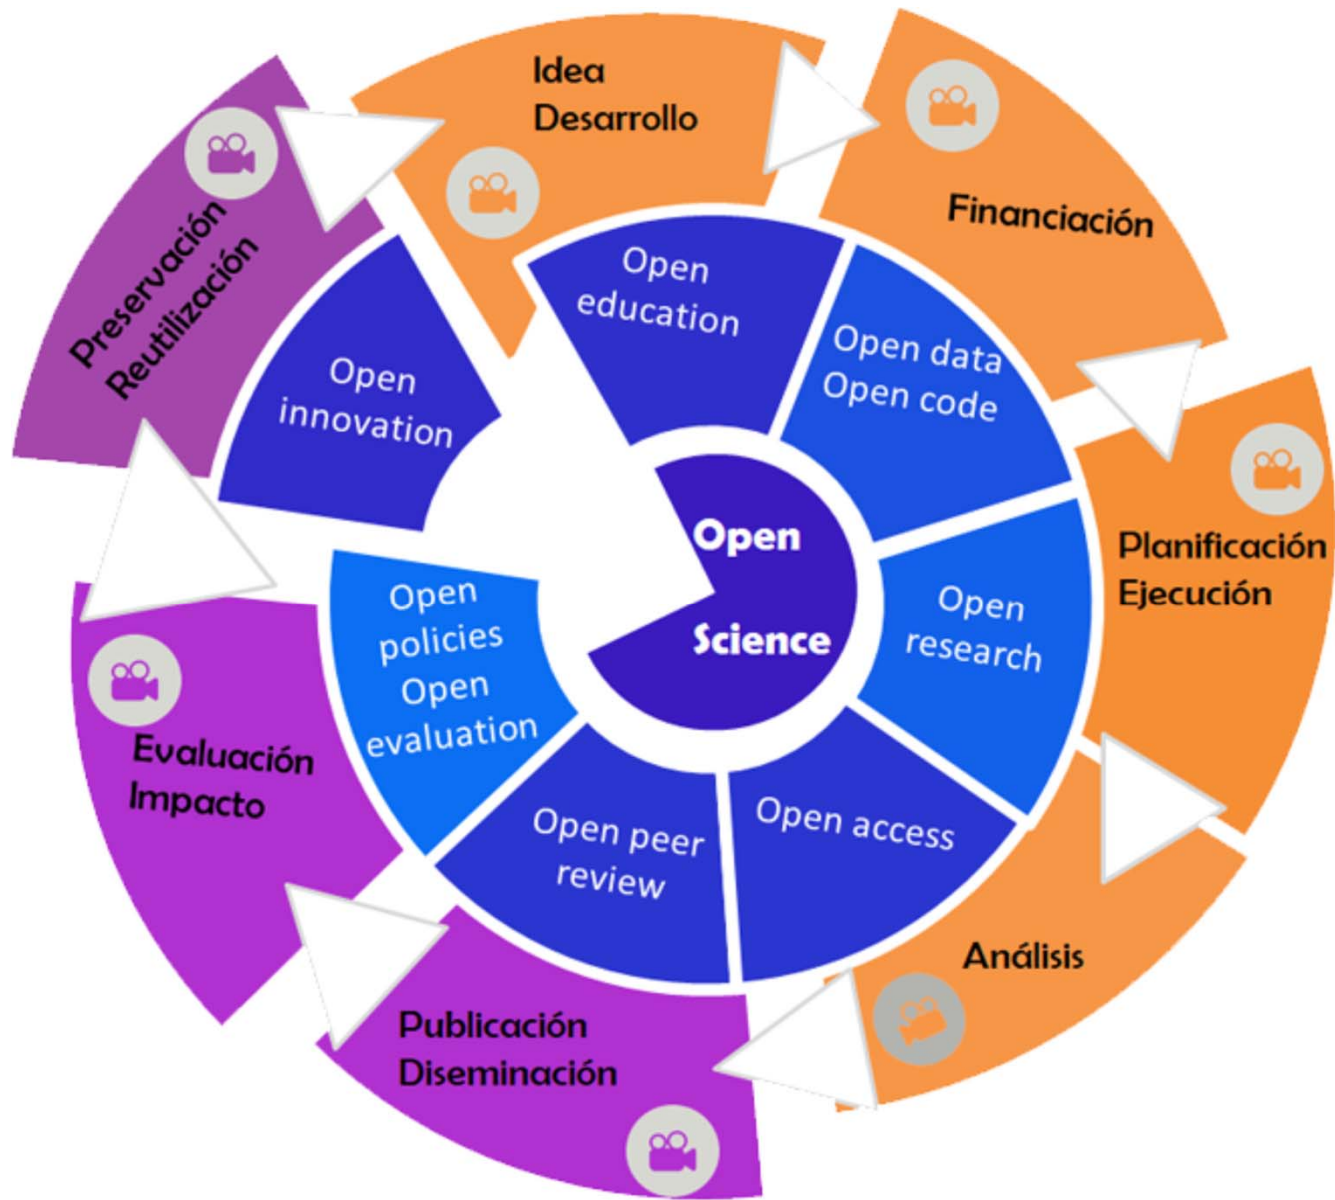 Idea
Desarrollo
Financiación
Planificación
Ejecución
Análisis
Publicación
Diseminación
Evaluación
Impacto
Preservación
Reutilización
Open
education
Open data
Open code
Open
research
Open access
Open peer
review
Open
policies
Open
evaluation
Open
innovation
Open
Science